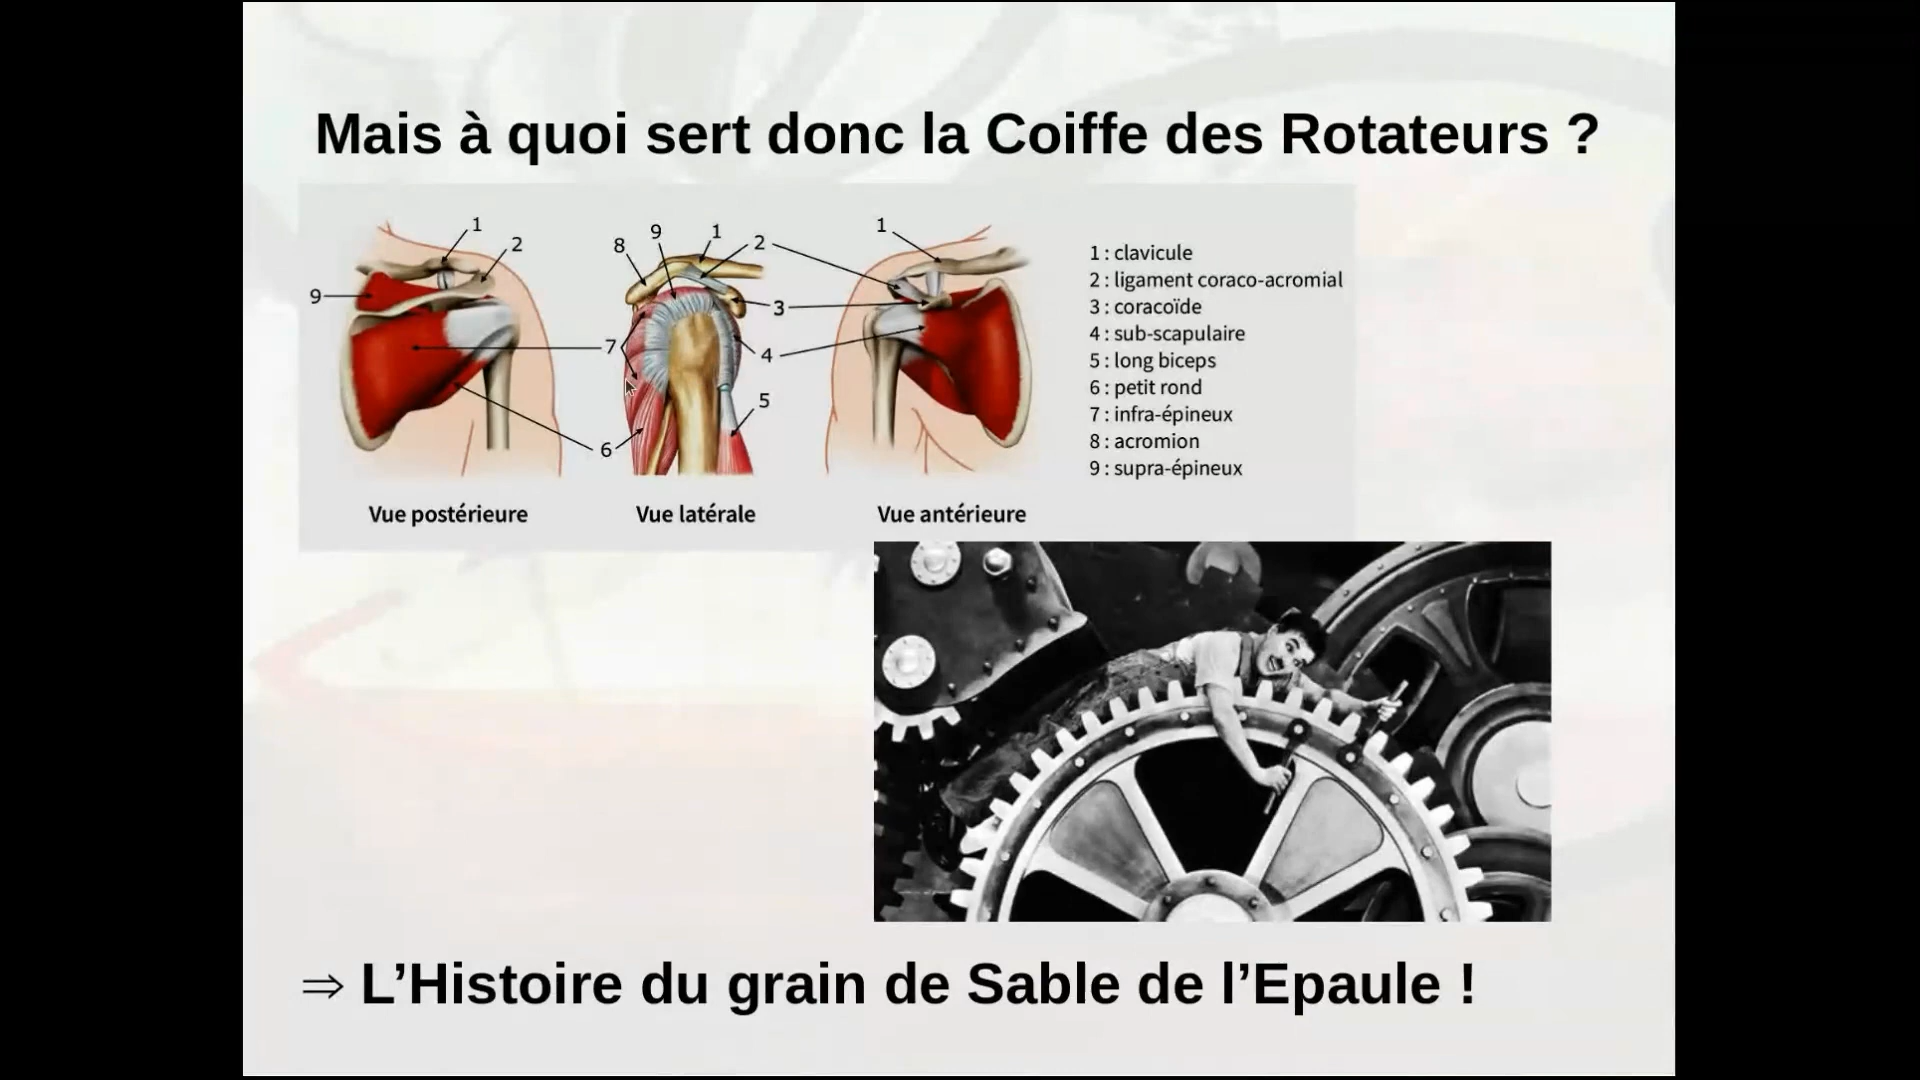 Mais à quoi sert donc la Coiffe des Rotateurs ?
1
2
9
8
9
1
2
3
7
4
5
6
1
1 : clavicule
2 : ligament coraco-acromial
3 : coracoïde
4 : sub-scapulaire
5 : long biceps
6 : petit rond
7 : infra-épineux
8 : acromion
9 : supra-épineux
Vue postérieure
Vue latérale
Vue antérieure
⇒ L’Histoire du grain de Sable de l’Epaule !